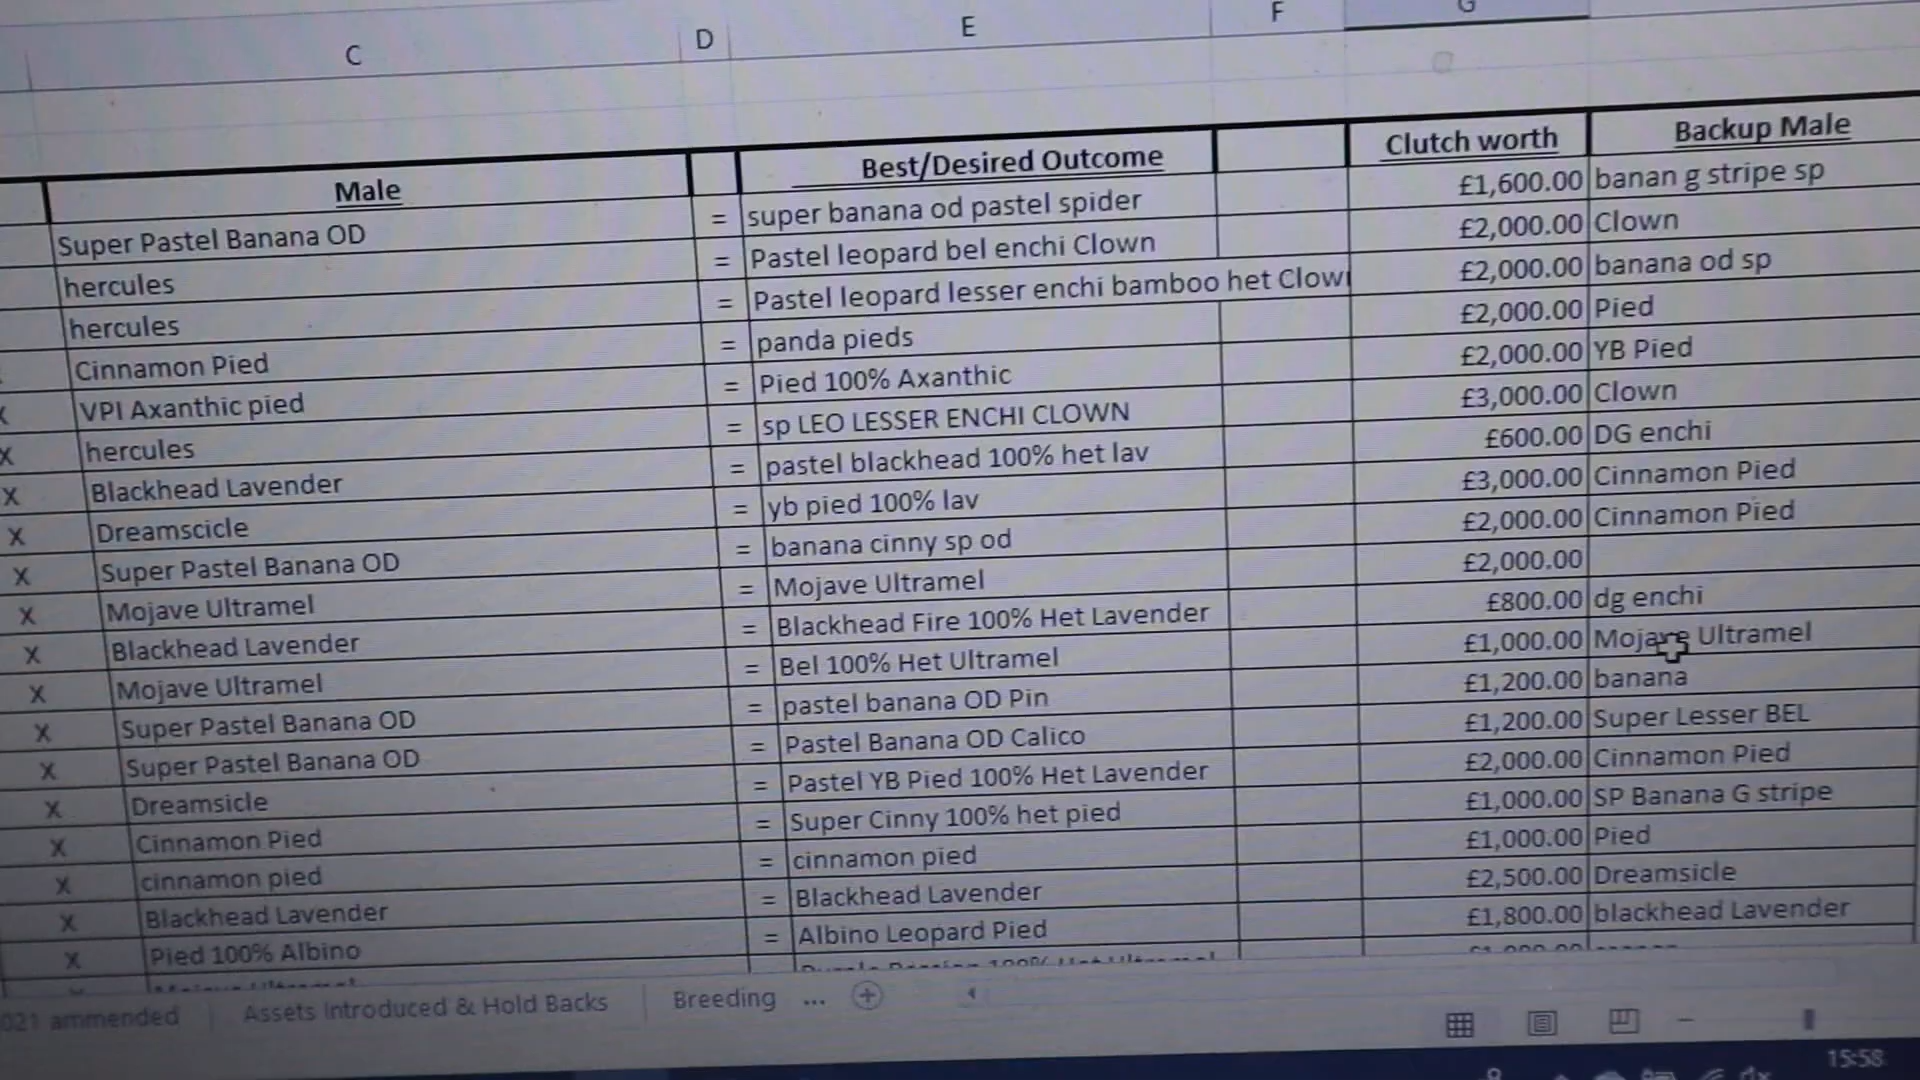 C D E F G
Male Best/Desired Outcome Clutch worth Backup Male
Super Pastel Banana OD = super banana od pastel spider £1,600.00 banan g stripe sp
hercules = Pastel leopard bel enchi Clown £2,000.00 Clown
hercules = Pastel leopard lesser enchi bamboo het Clow £2,000.00 banana od sp
Cinnamon Pied = panda pieds £2,000.00 Pied
X VPI Axanthic pied = Pied 100% Axanthic £2,000.00 YB Pied
X hercules = sp LEO LESSER ENCHI CLOWN £3,000.00 Clown
X Blackhead Lavender = pastel blackhead 100% het lav £600.00 DG enchi
X Dreamscicle = yb pied 100% lav £3,000.00 Cinnamon Pied
X Super Pastel Banana OD = banana cinny sp od £2,000.00 Cinnamon Pied
X Mojave Ultramel = Mojave Ultramel £2,000.00
X Blackhead Lavender = Blackhead Fire 100% Het Lavender £800.00 dg enchi
X Mojave Ultramel = Bel 100% Het Ultramel £1,000.00 Mojave Ultramel
X Super Pastel Banana OD = pastel banana OD Pin £1,200.00 banana
X Super Pastel Banana OD = Pastel Banana OD Calico £1,200.00 Super Lesser BEL
X Dreamsicle = Pastel YB Pied 100% Het Lavender £2,000.00 Cinnamon Pied
X Cinnamon Pied = Super Cinny 100% het pied £1,000.00 SP Banana G stripe
X cinnamon pied = cinnamon pied £1,000.00 Pied
X Blackhead Lavender = Blackhead Lavender £2,500.00 Dreamsicle
X Pied 100% Albino = Albino Leopard Pied £1,800.00 blackhead Lavender
021 ammended Assets Introduced & Hold Backs Breeding ...
15:58